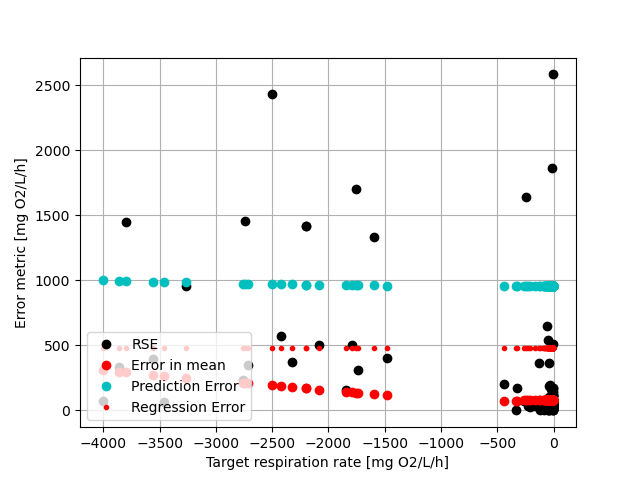 Error metric [mg O2/L/h]
2500
2000
1500
1000
500
0
RSE
Error in mean
Prediction Error
Regression Error
−4000 −3500 −3000 −2500 −2000 −1500 −1000 −500 0
Target respiration rate [mg O2/L/h]